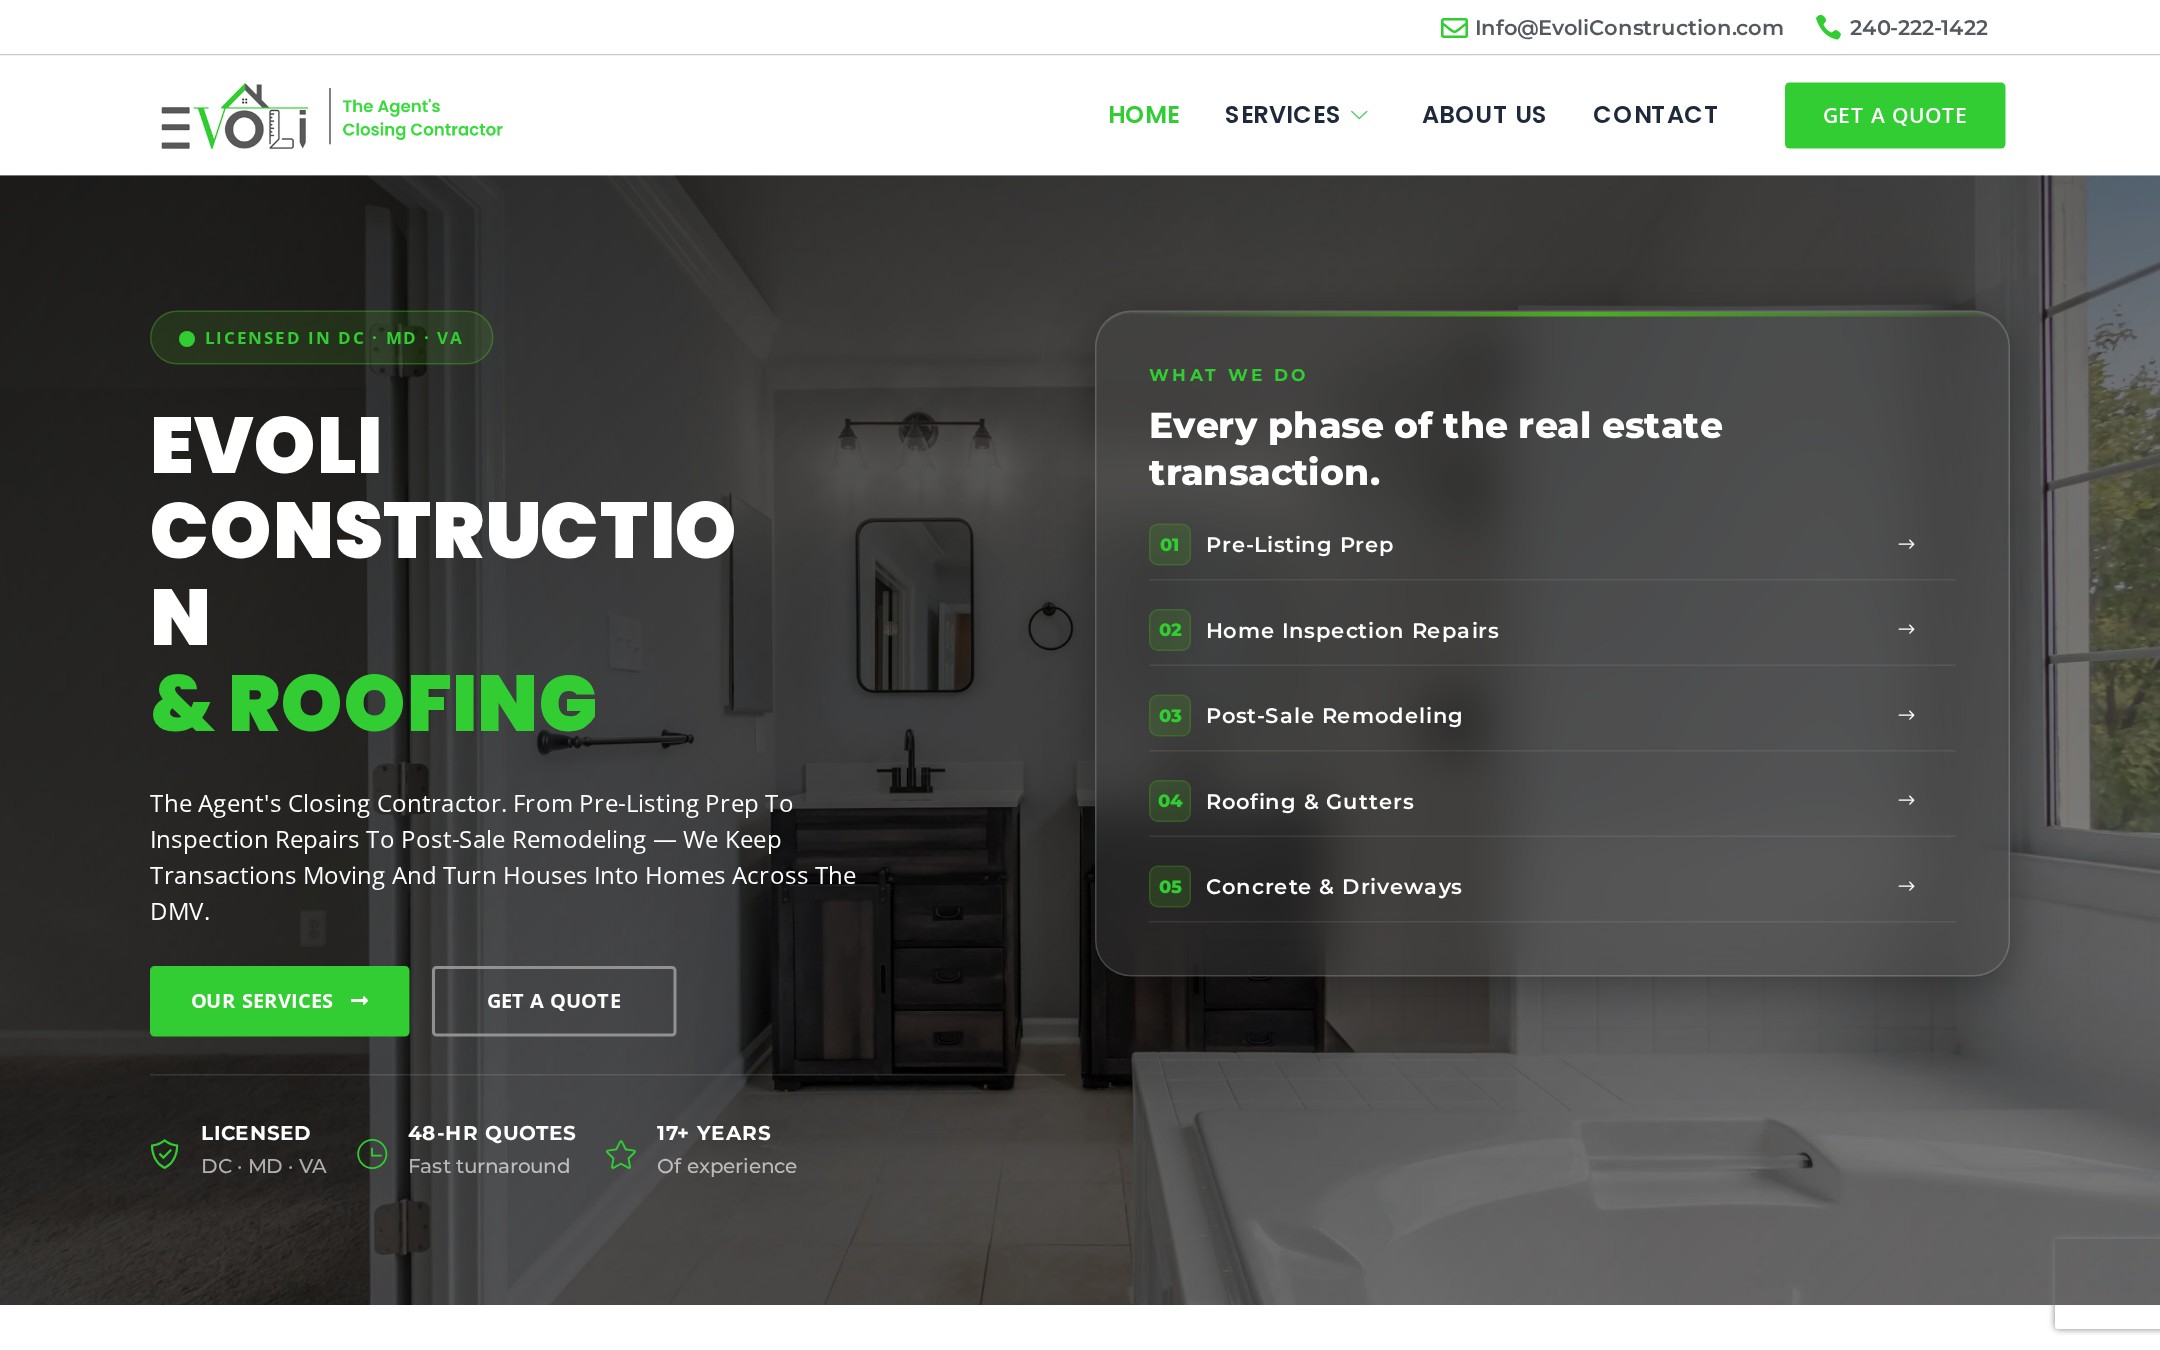 Info@EvoliConstruction.com
240-222-1422
EVOLi
The Agent's
Closing Contractor
HOME
SERVICES
ABOUT US
CONTACT
GET A QUOTE
LICENSED IN DC · MD · VA
EVOLI
CONSTRUCTIO
N
& ROOFING
The Agent's Closing Contractor. From Pre-Listing Prep To
Inspection Repairs To Post-Sale Remodeling — We Keep
Transactions Moving And Turn Houses Into Homes Across The
DMV.
OUR SERVICES →
GET A QUOTE
LICENSED
DC · MD · VA
48-HR QUOTES
Fast turnaround
17+ YEARS
Of experience
WHAT WE DO
Every phase of the real estate
transaction.
01 Pre-Listing Prep →
02 Home Inspection Repairs →
03 Post-Sale Remodeling →
04 Roofing & Gutters →
05 Concrete & Driveways →